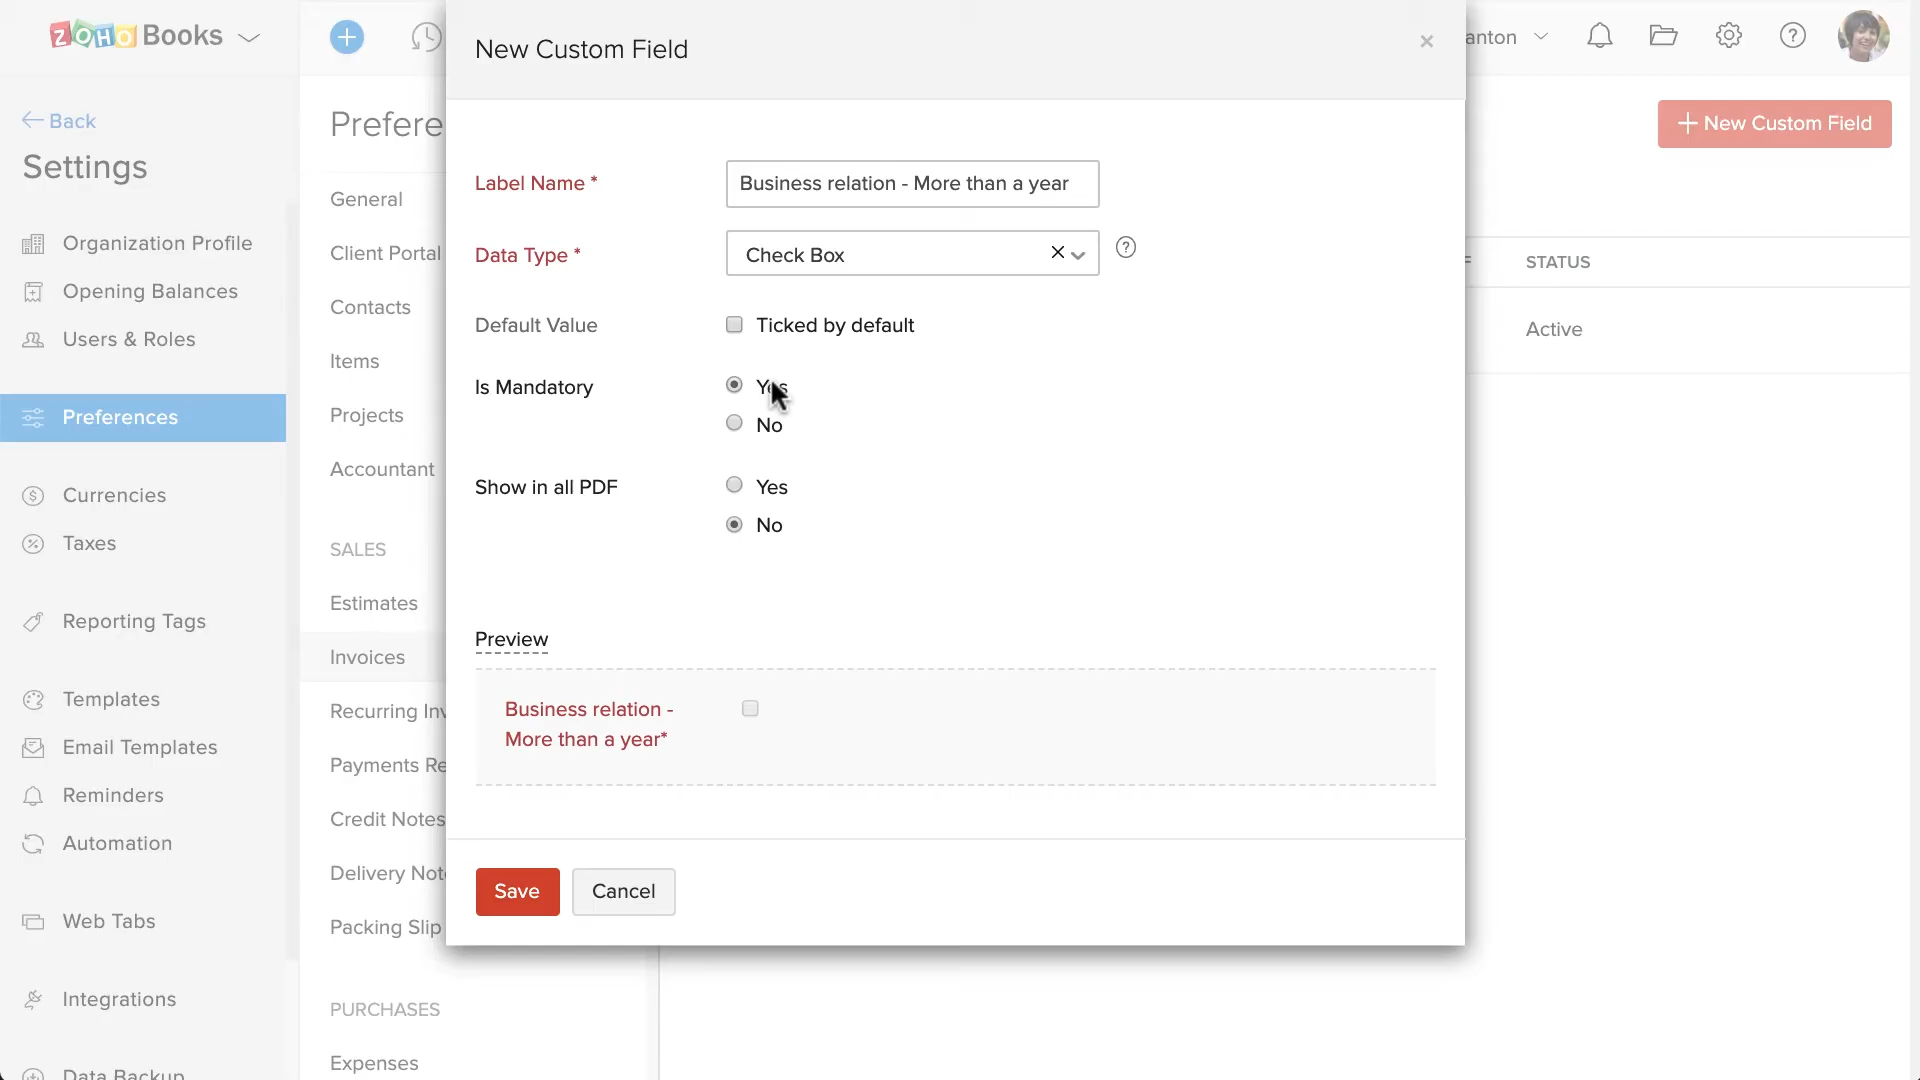 ZOHO Books
Back
Settings
Organization Profile
Opening Balances
Users & Roles
Preferences
Currencies
Taxes
Reporting Tags
Templates
Email Templates
Reminders
Automation
Web Tabs
Integrations
Data Backup
Prefere
General
Client Portal
Contacts
Items
Projects
Accountant
SALES
Estimates
Invoices
Recurring Inv
Payments Re
Credit Notes
Delivery Not
Packing Slip
PURCHASES
Expenses
New Custom Field
×
Label Name *
Business relation - More than a year
Data Type *
Check Box
?
Default Value
Ticked by default
Is Mandatory
Yes
No
Show in all PDF
Yes
No
Preview
Business relation -
More than a year*
Save
Cancel
anton
?
+ New Custom Field
F
STATUS
Active